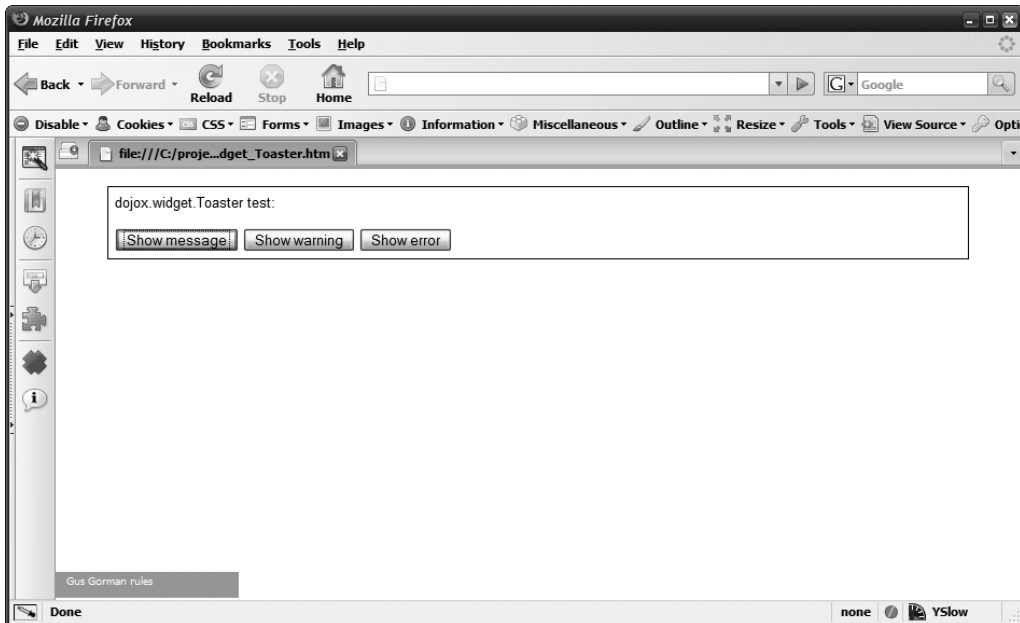 Mozilla Firefox
File Edit View History Bookmarks Tools Help
Back Forward Reload Stop Home G Google
Disable Cookies CSS CSS Forms Images Information Miscellaneous Outline Resize Tools View Source Opti
file:///C:/proje...dget_Toaster.htm
dojox.widget.Toaster test:
Show message Show warning Show error
Gus Gorman rules
Done none YSlow